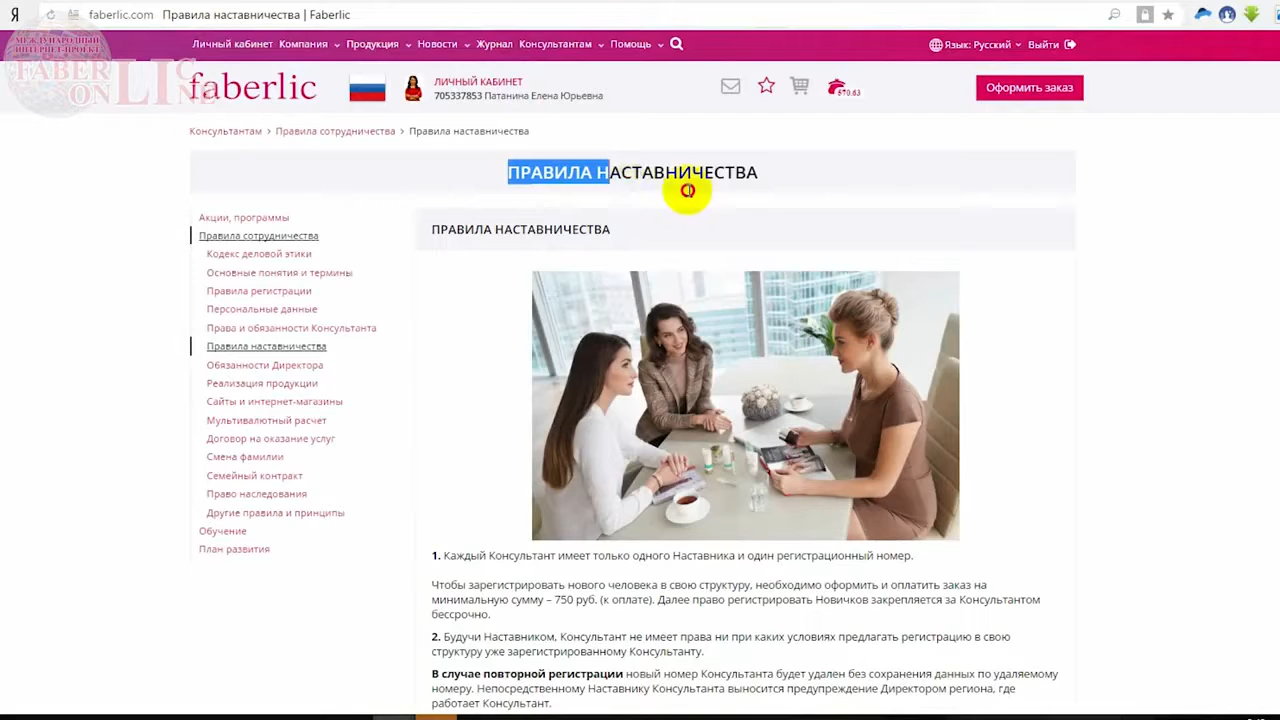 Я faberlic.com Правила наставничества | Faberlic
МЕЖДУНАРОДНЫЙ
ИНТЕРНЕТ-ПРОЕКТ
FABERLIC
ONLINE
Личный кабинет Компания Продукция Новости Журнал Консультантам Помощь Язык: Русский Выйти
faberlic
ЛИЧНЫЙ КАБИНЕТ
705337853 Патанина Елена Юрьевна
Оформить заказ
Консультантам > Правила сотрудничества > Правила наставничества
ПРАВИЛА НАСТАВНИЧЕСТВА
Акции, программы
Правила сотрудничества
Кодекс деловой этики
Основные понятия и термины
Правила регистрации
Персональные данные
Права и обязанности Консультанта
Правила наставничества
Обязанности Директора
Реализация продукции
Сайты и интернет-магазины
Мультивалютный расчет
Договор на оказание услуг
Смена фамилии
Семейный контракт
Право наследования
Другие правила и принципы
Обучение
План развития
ПРАВИЛА НАСТАВНИЧЕСТВА
1. Каждый Консультант имеет только одного Наставника и один регистрационный номер.
Чтобы зарегистрировать нового человека в свою структуру, необходимо оформить и оплатить заказ на
минимальную сумму – 750 руб. (к оплате). Далее право регистрировать Новичков закрепляется за Консультантом
бессрочно.
2. Будучи Наставником, Консультант не имеет права ни при каких условиях предлагать регистрацию в свою
структуру уже зарегистрированному Консультанту.
В случае повторной регистрации новый номер Консультанта будет удален без сохранения данных по удаляемому
номеру. Непосредственному Наставнику Консультанта выносится предупреждение Директором региона, где
работает Консультант.